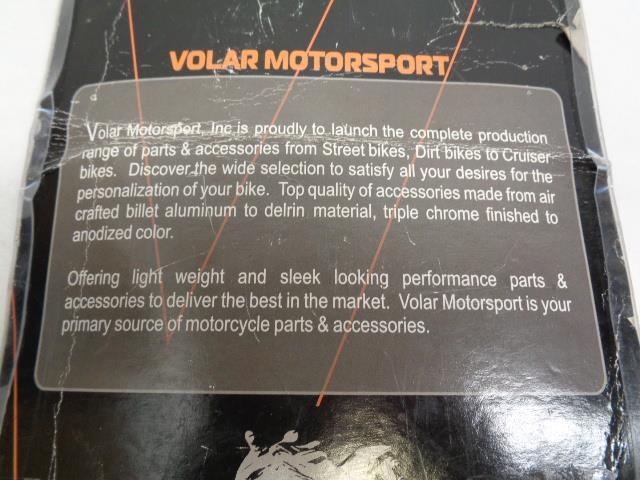 VOLAR MOTORSPORT
Volar Motorsport, Inc is proudly to launch the complete production
range of parts & accessories from Street bikes, Dirt bikes to Cruiser
bikes. Discover the wide selection to satisfy all your desires for the
personalization of your bike. Top quality of accessories made from air
crafted billet aluminum to delrin material, triple chrome finished to
anodized color.
Offering light weight and sleek looking performance parts &
accessories to deliver the best in the market. Volar Motorsport is your
primary source of motorcycle parts & accessories.